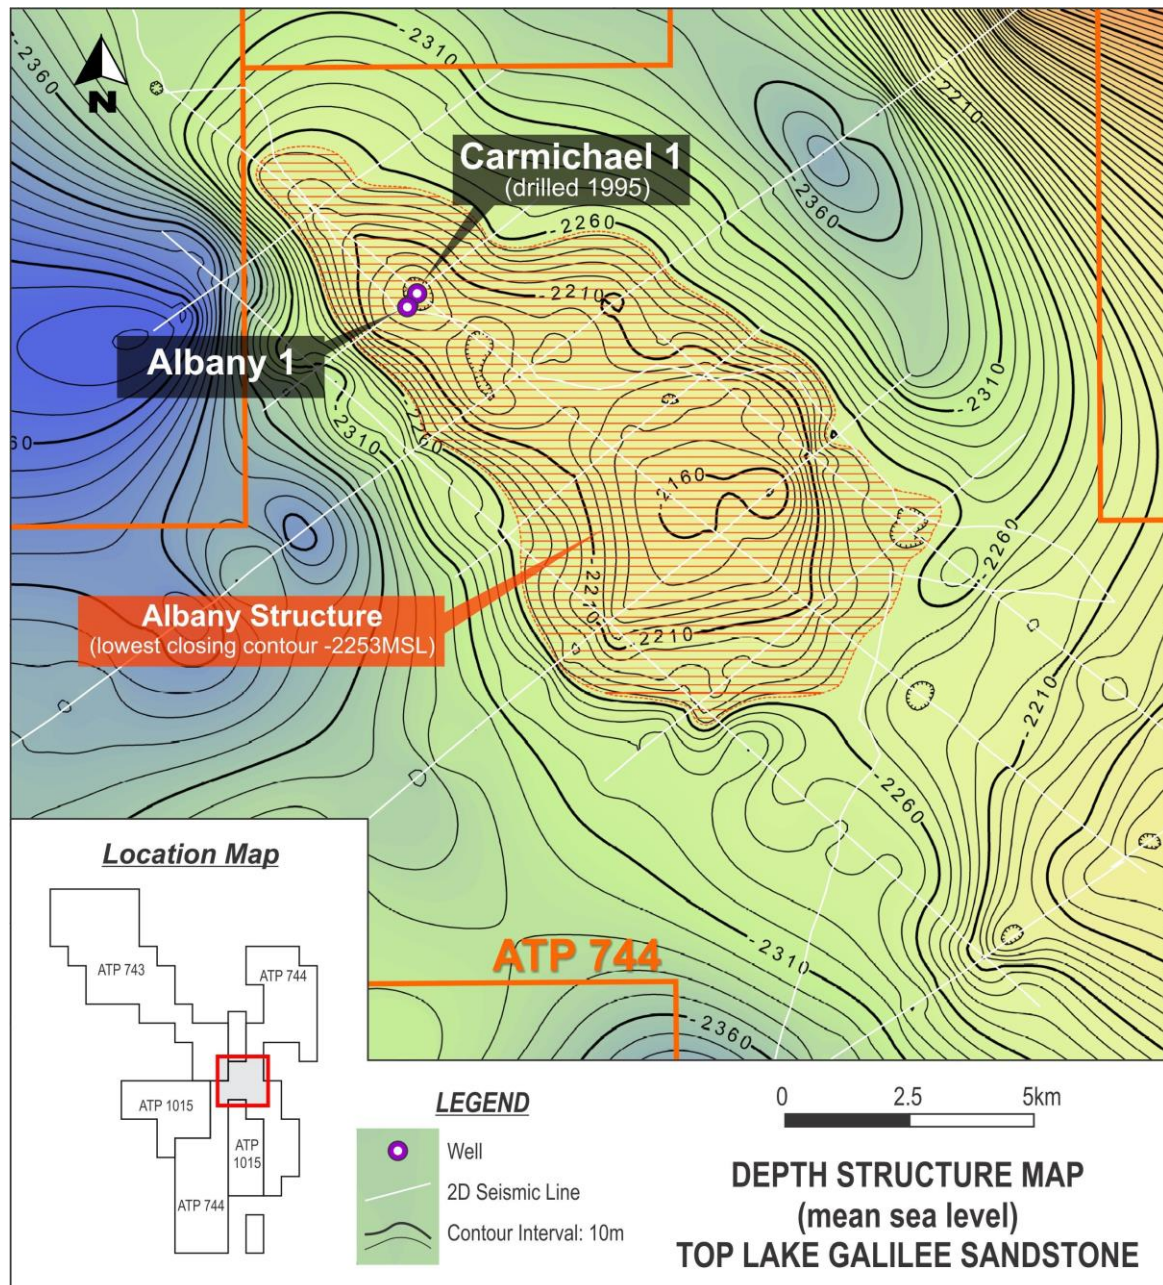 -2360
-2310
-2210
N
Carmichael 1
(drilled 1995)
-2360
-2260
-2210
Albany 1
-2310
-2310
60
-2260
-2160
-2260
Albany Structure
(lowest closing contour -2253MSL)
-2210
-2210
-2210
-2260
Location Map
ATP 743
ATP 744
ATP 1015
ATP
1015
ATP 744
ATP 744
-2310
-2360
LEGEND
Well
2D Seismic Line
Contour Interval: 10m
0 2.5 5km
DEPTH STRUCTURE MAP
(mean sea level)
TOP LAKE GALILEE SANDSTONE